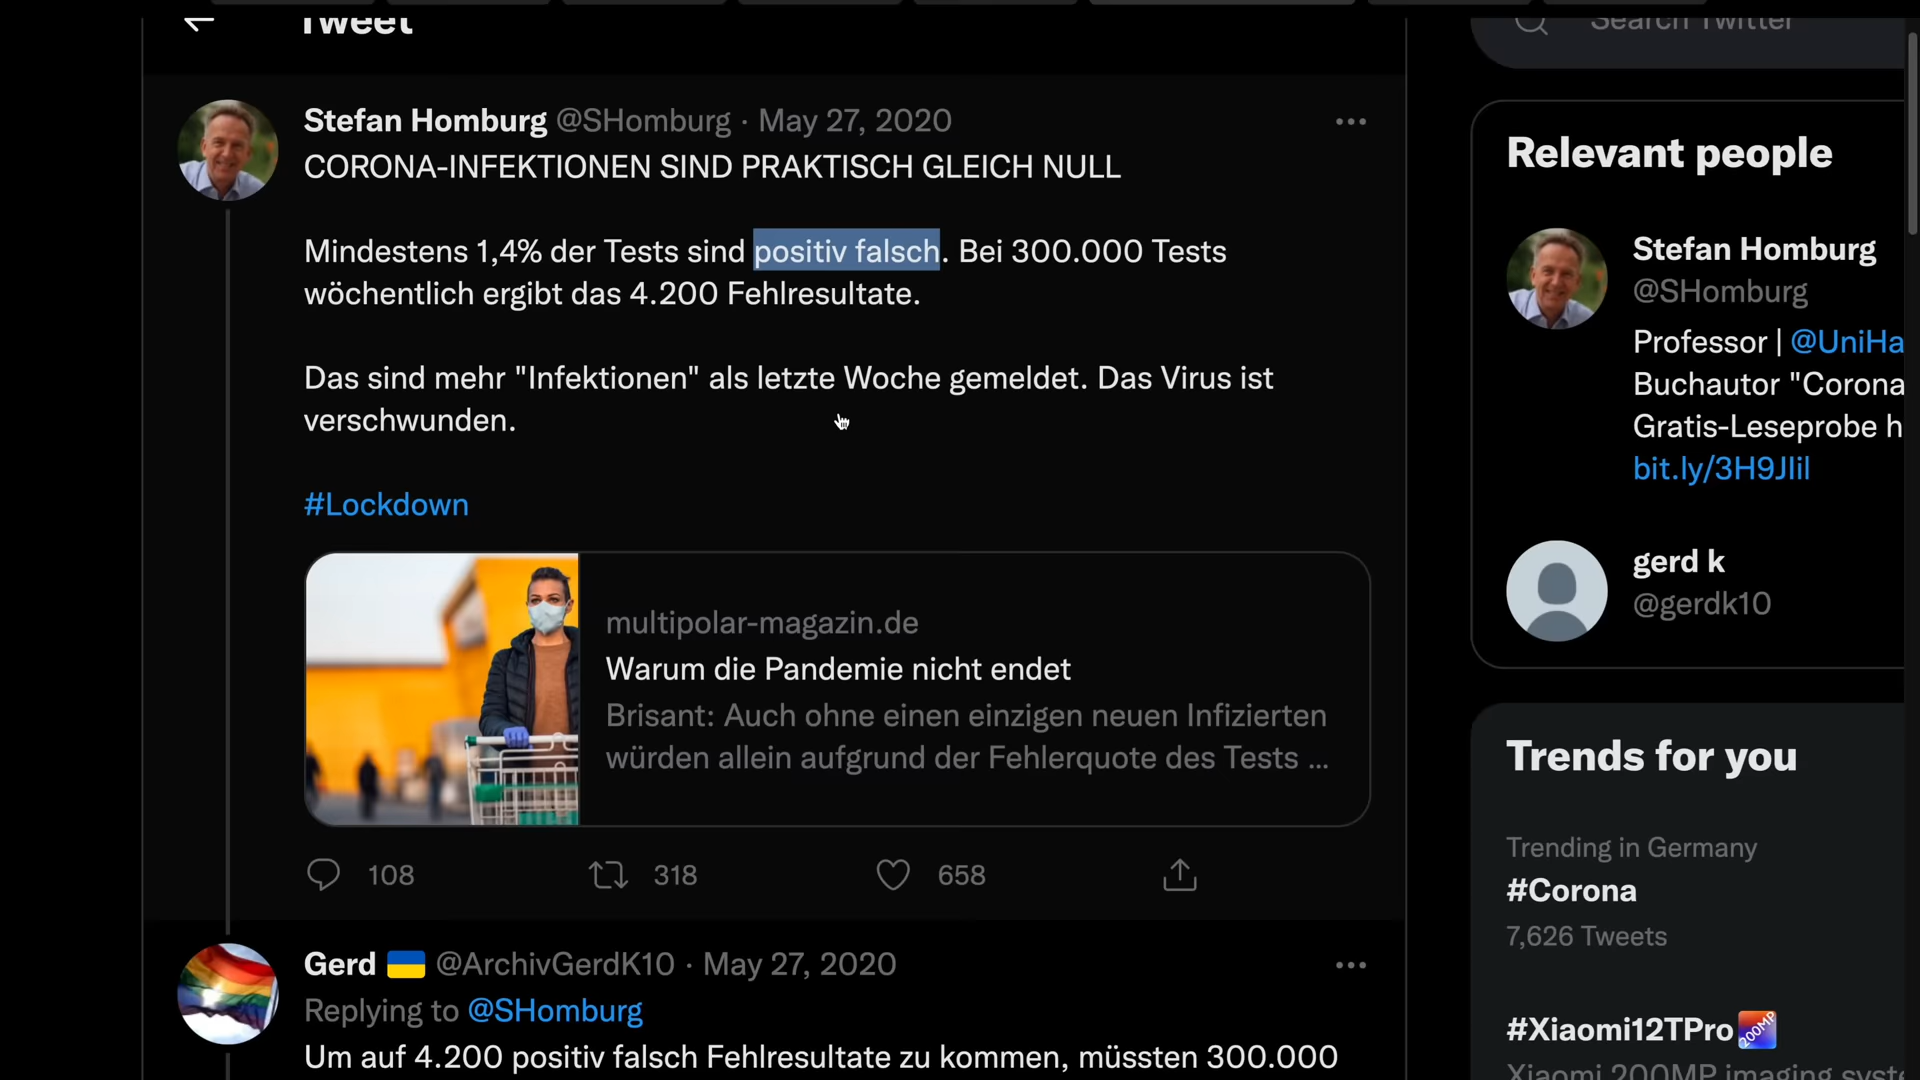 Tweet
Search Twitter
Stefan Homburg @SHomburg · May 27, 2020
CORONA-INFEKTIONEN SIND PRAKTISCH GLEICH NULL
Mindestens 1,4% der Tests sind positiv falsch. Bei 300.000 Tests
wöchentlich ergibt das 4.200 Fehlresultate.
Das sind mehr "Infektionen" als letzte Woche gemeldet. Das Virus ist
verschwunden.
#Lockdown
multipolar-magazin.de
Warum die Pandemie nicht endet
Brisant: Auch ohne einen einzigen neuen Infizierten
würden allein aufgrund der Fehlerquote des Tests ...
108 318 658
Gerd @ArchivGerdK10 · May 27, 2020
Replying to @SHomburg
Um auf 4.200 positiv falsch Fehlresultate zu kommen, müssten 300.000
Relevant people
Stefan Homburg
@SHomburg
Professor | @UniHa
Buchautor "Corona
Gratis-Leseprobe h
bit.ly/3H9JIil
gerd k
@gerdk10
Trends for you
Trending in Germany
#Corona
7,626 Tweets
#Xiaomi12TPro 200MP
Xiaomi 200MP imaging syste